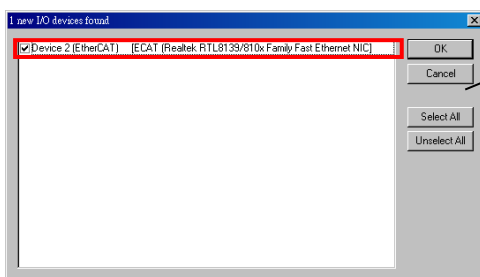 1 new I/O devices found
Device 2 (EtherCAT) [ECAT (Realtek RTL8139/810x Family Fast Ethernet NIC]
OK
Cancel
Select All
Unselect All